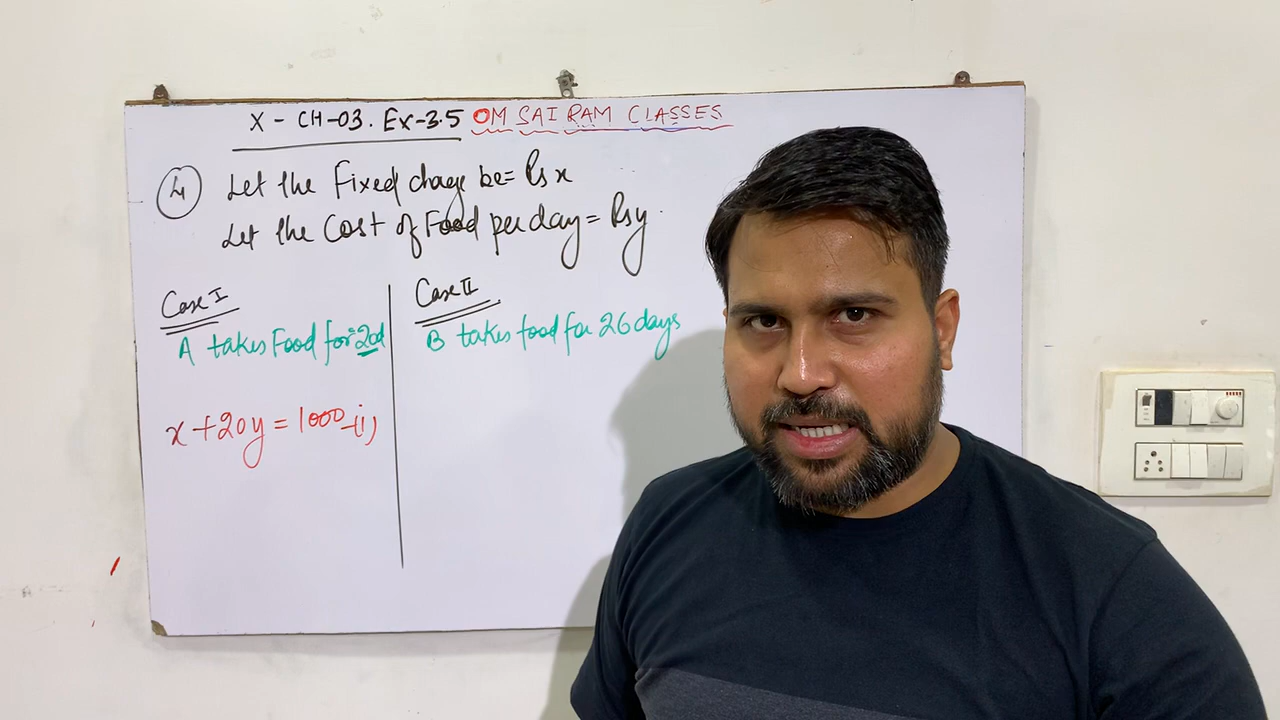 X - CH-03. Ex-3.5 OM SAI RAM CLASSES
4 Let the Fixed charge be = Rs x
Let the Cost of Food per day = Rs y.
Case I
A takes Food for 20d
x + 20y = 1000 -(i)
Case II
B takes food for 26 days